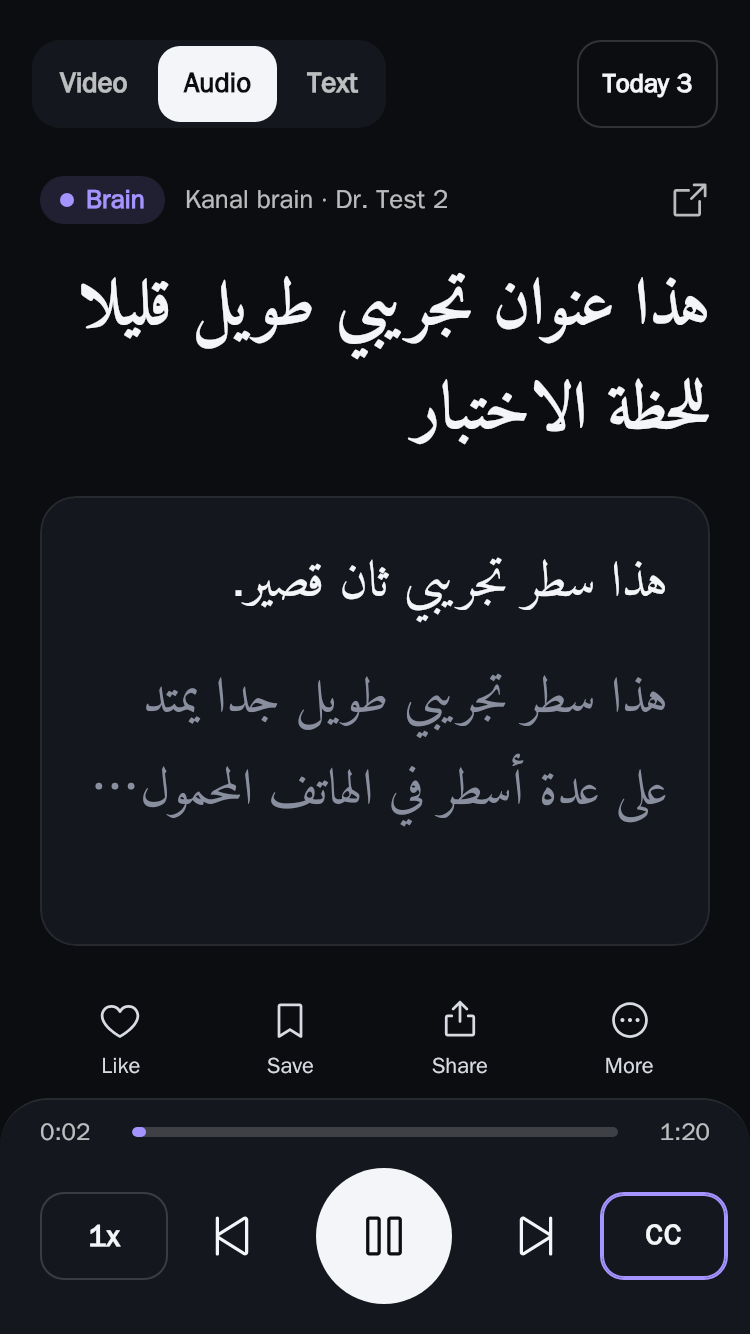 Video Audio Text Today 3
Brain Kanal brain · Dr. Test 2
هذا عنوان تجريبي طويل قليلا
للحظة الاختبار
هذا سطر تجريبي ثان قصير.
هذا سطر تجريبي طويل جدا يمتد
على عدة أسطر في الهاتف المحمول…
Like Save Share More
0:02 1:20
1x CC